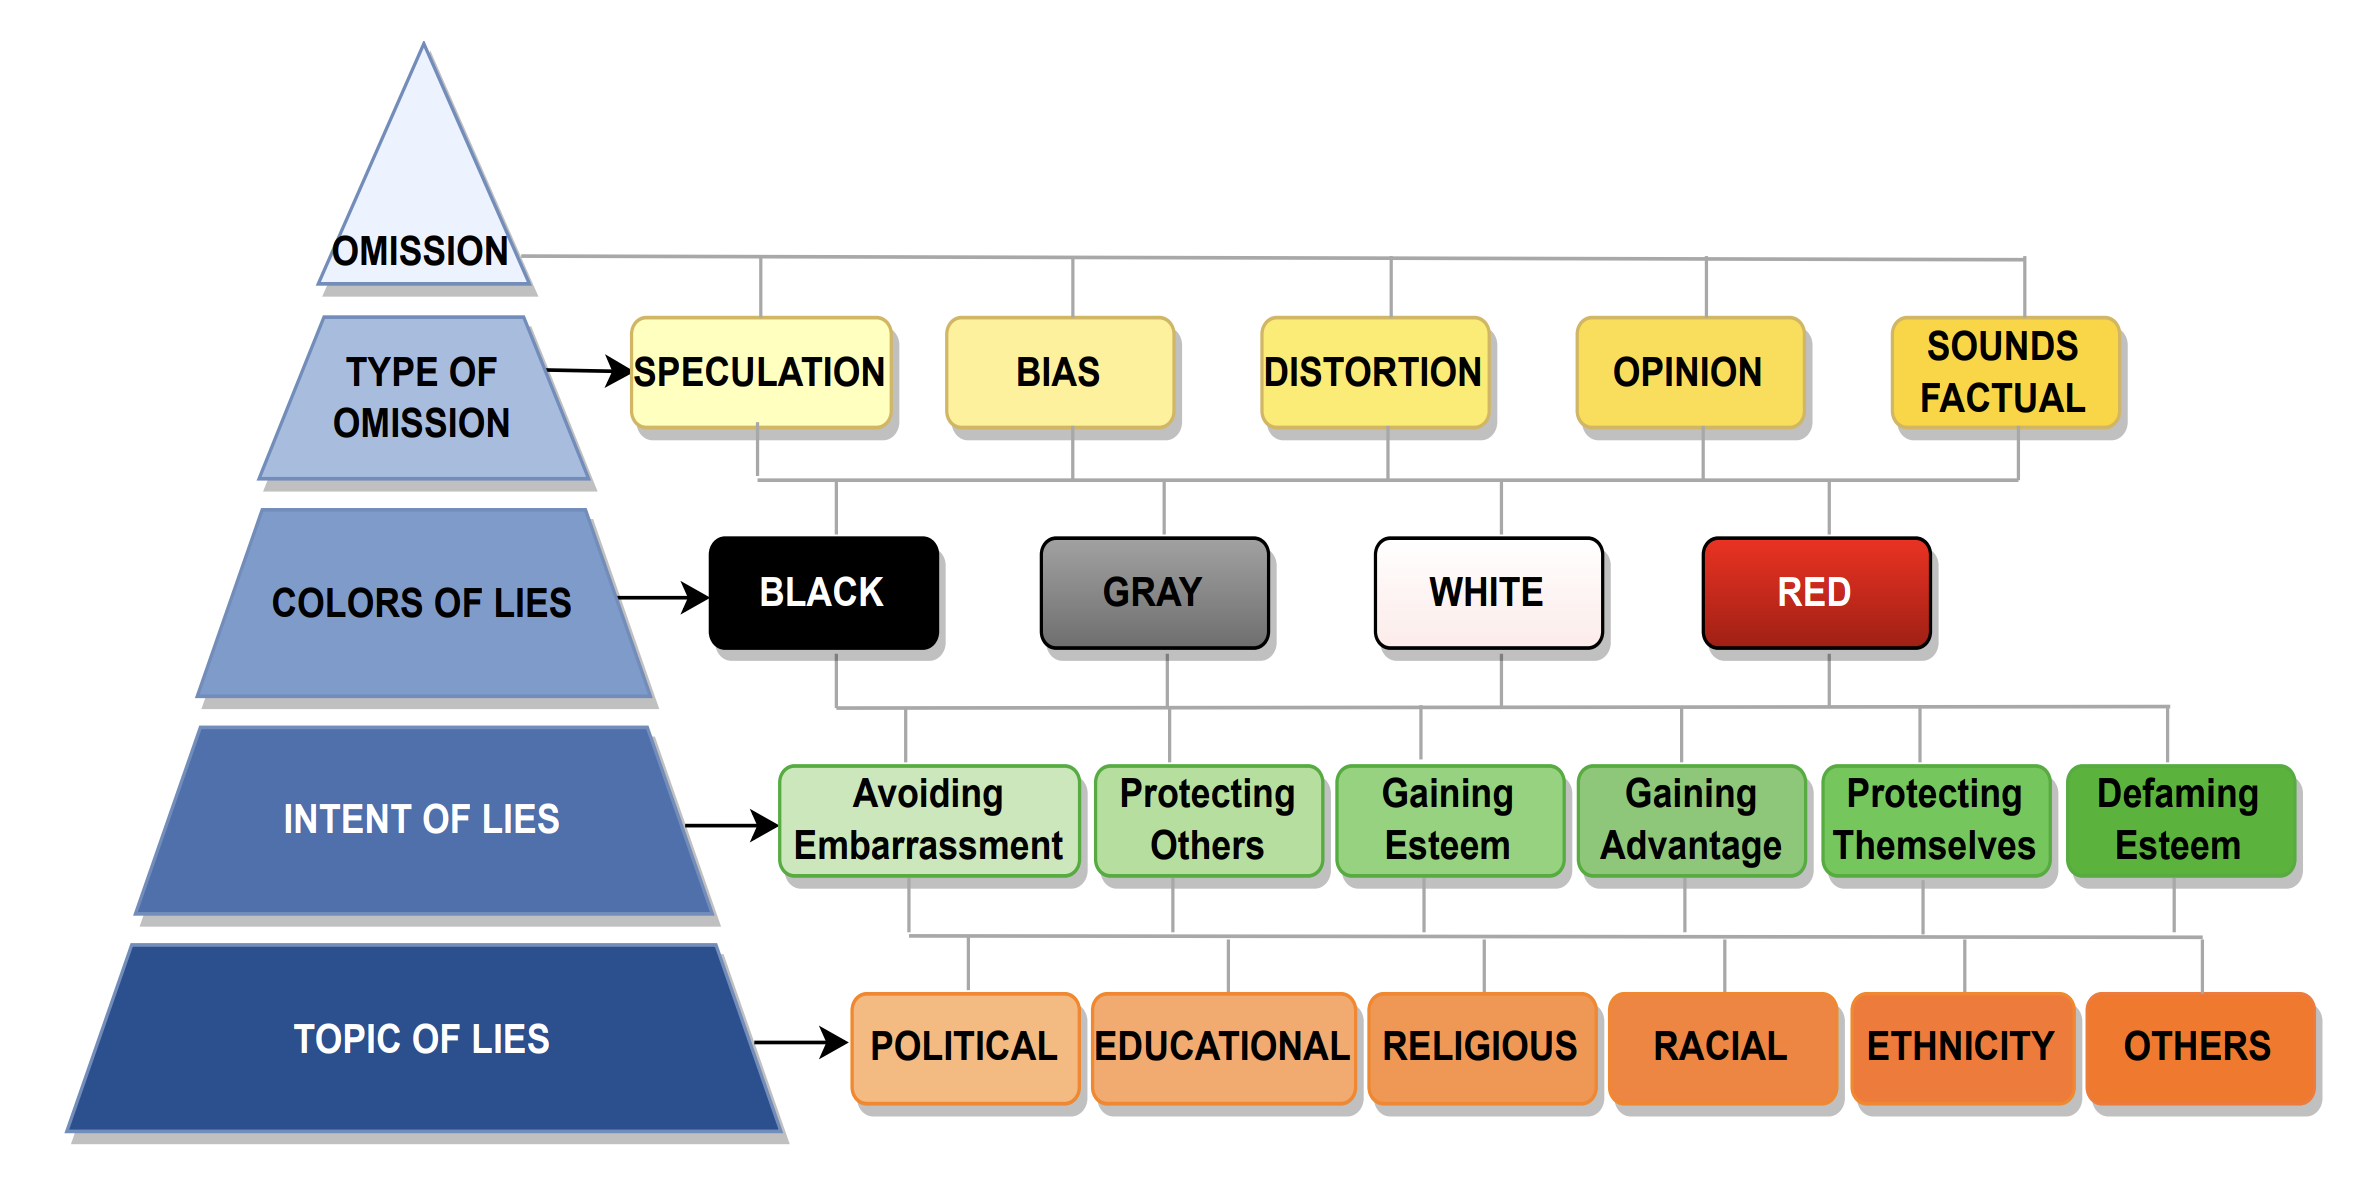 OMISSION
TYPE OF
OMISSION
SPECULATION
BIAS
DISTORTION
OPINION
SOUNDS
FACTUAL
COLORS OF LIES
BLACK
GRAY
WHITE
RED
INTENT OF LIES
Avoiding
Embarrassment
Protecting
Others
Gaining
Esteem
Gaining
Advantage
Protecting
Themselves
Defaming
Esteem
TOPIC OF LIES
POLITICAL
EDUCATIONAL
RELIGIOUS
RACIAL
ETHNICITY
OTHERS